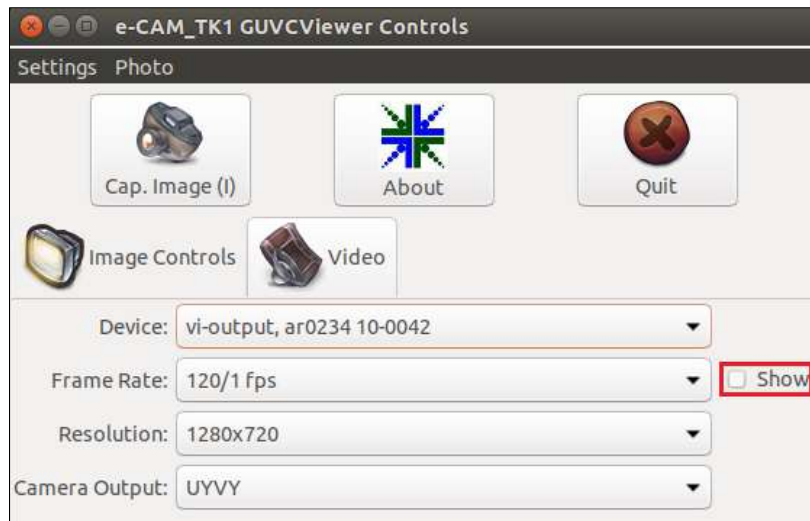 e-CAM_TK1 GUVCViewer Controls
Settings Photo
Cap. Image (I) About Quit
Image Controls Video
Device: vi-output, ar0234 10-0042
Frame Rate: 120/1 fps Show
Resolution: 1280x720
Camera Output: UYVY